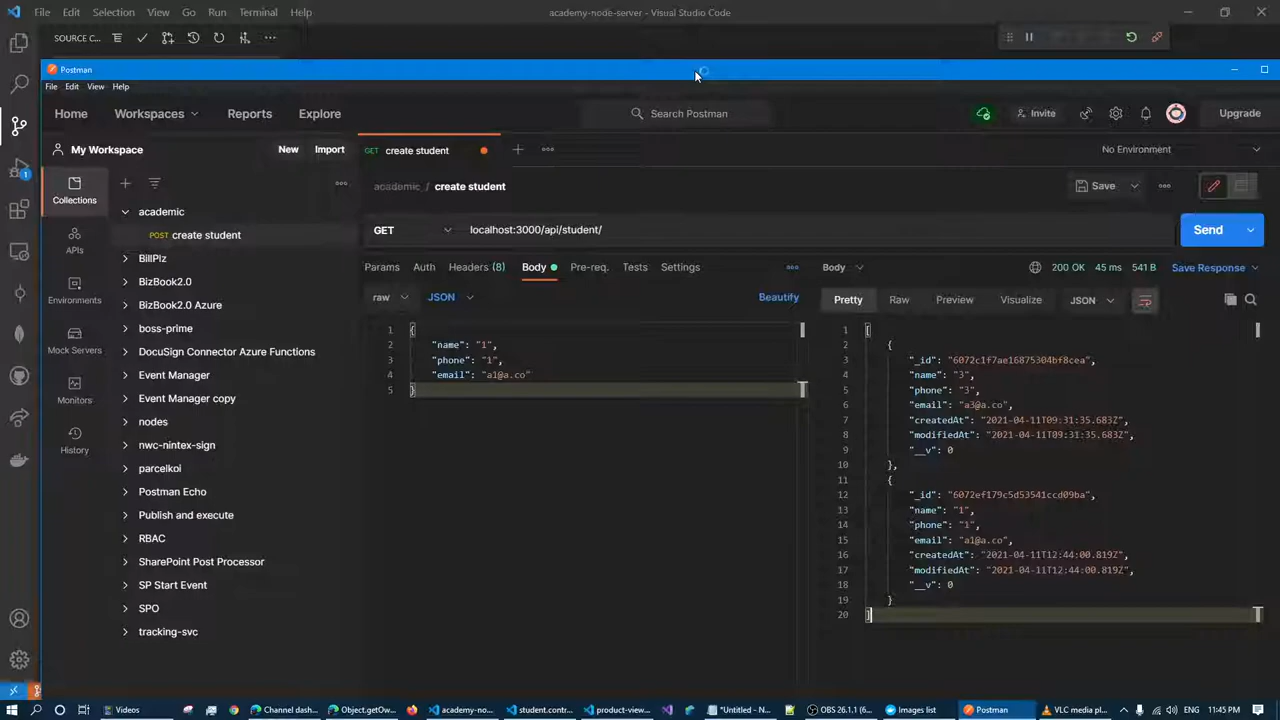 File Edit Selection View Go Run Terminal Help
academy-node-server - Visual Studio Code
SOURCE C...
Postman
File Edit View Help
Home Workspaces Reports Explore
Search Postman
Invite
Upgrade
My Workspace
New Import
GET create student
No Environment
Collections
APIs
Environments
Mock Servers
Monitors
History
academic
POST create student
BillPlz
BizBook2.0
BizBook2.0 Azure
boss-prime
DocuSign Connector Azure Functions
Event Manager
Event Manager copy
nodes
nwc-nintex-sign
parcelkoi
Postman Echo
Publish and execute
RBAC
SharePoint Post Processor
SP Start Event
SPO
tracking-svc
academic / create student
Save
GET
localhost:3000/api/student/
Send
Params Auth Headers (8) Body Pre-req. Tests Settings
raw JSON
Beautify
1 {
2 "name": "1",
3 "phone": "1",
4 "email": "a1@a.co"
5 }
Body
200 OK 45 ms 541 B Save Response
Pretty Raw Preview Visualize JSON
1 [
2 {
3 "_id": "6072c1f7ae16875304bf8cea",
4 "name": "3",
5 "phone": "3",
6 "email": "a3@a.co",
7 "createdAt": "2021-04-11T09:31:35.683Z",
8 "modifiedAt": "2021-04-11T09:31:35.683Z",
9 "__v": 0
10 },
11 {
12 "_id": "6072ef179c5d53541ccd09ba",
13 "name": "1",
14 "phone": "1",
15 "email": "a1@a.co",
16 "createdAt": "2021-04-11T12:44:00.819Z",
17 "modifiedAt": "2021-04-11T12:44:00.819Z",
18 "__v": 0
19 }
20 ]
1
Videos
Channel dash...
Object.getOw...
academy-no...
student.contr...
product-view...
*Untitled - N...
OBS 26.1.1 (6...
Images list
Postman
VLC media pl...
ENG
11:45 PM